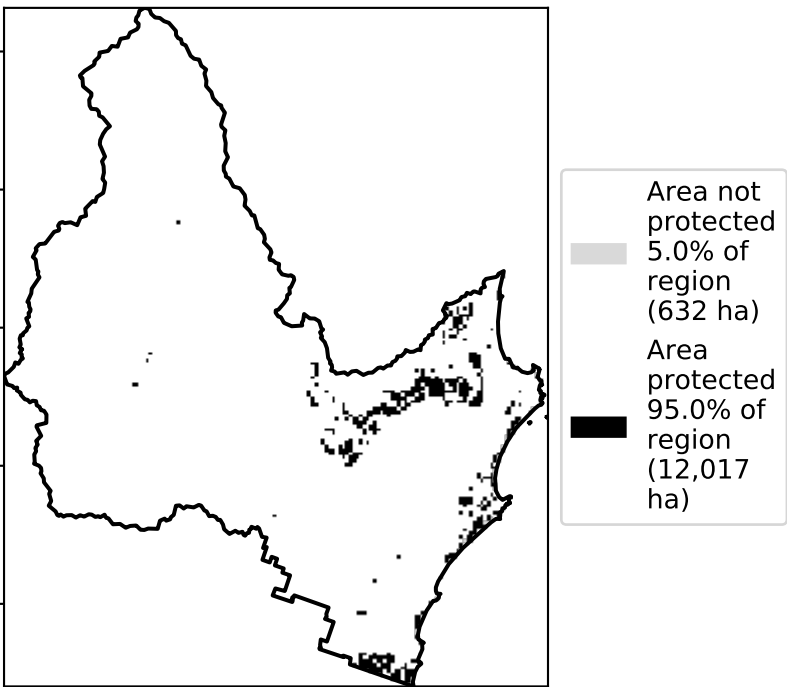 Area not
protected
5.0% of
region
(632 ha)
Area
protected
95.0% of
region
(12,017
ha)